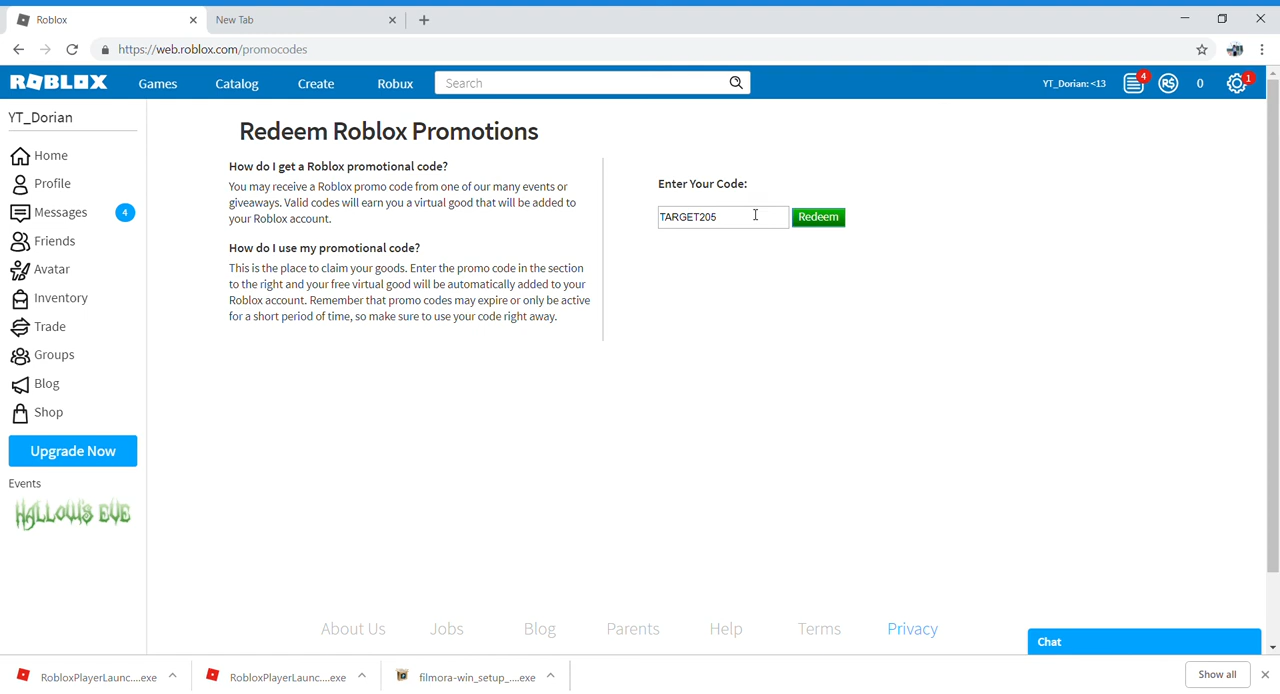 Roblox
New Tab
https://web.roblox.com/promocodes
ROBLOX
Games
Catalog
Create
Robux
Search
YT_Dorian: <13
4
R$
0
1
YT_Dorian
Home
Profile
Messages
4
Friends
Avatar
Inventory
Trade
Groups
Blog
Shop
Upgrade Now
Events
HALLOW'S EVE
Redeem Roblox Promotions
How do I get a Roblox promotional code?
You may receive a Roblox promo code from one of our many events or
giveaways. Valid codes will earn you a virtual good that will be added to
your Roblox account.
How do I use my promotional code?
This is the place to claim your goods. Enter the promo code in the section
to the right and your free virtual good will be automatically added to your
Roblox account. Remember that promo codes may expire or only be active
for a short period of time, so make sure to use your code right away.
Enter Your Code:
TARGET205
Redeem
About Us
Jobs
Blog
Parents
Help
Terms
Privacy
Chat
RobloxPlayerLaunc....exe
RobloxPlayerLaunc....exe
filmora-win_setup_....exe
Show all